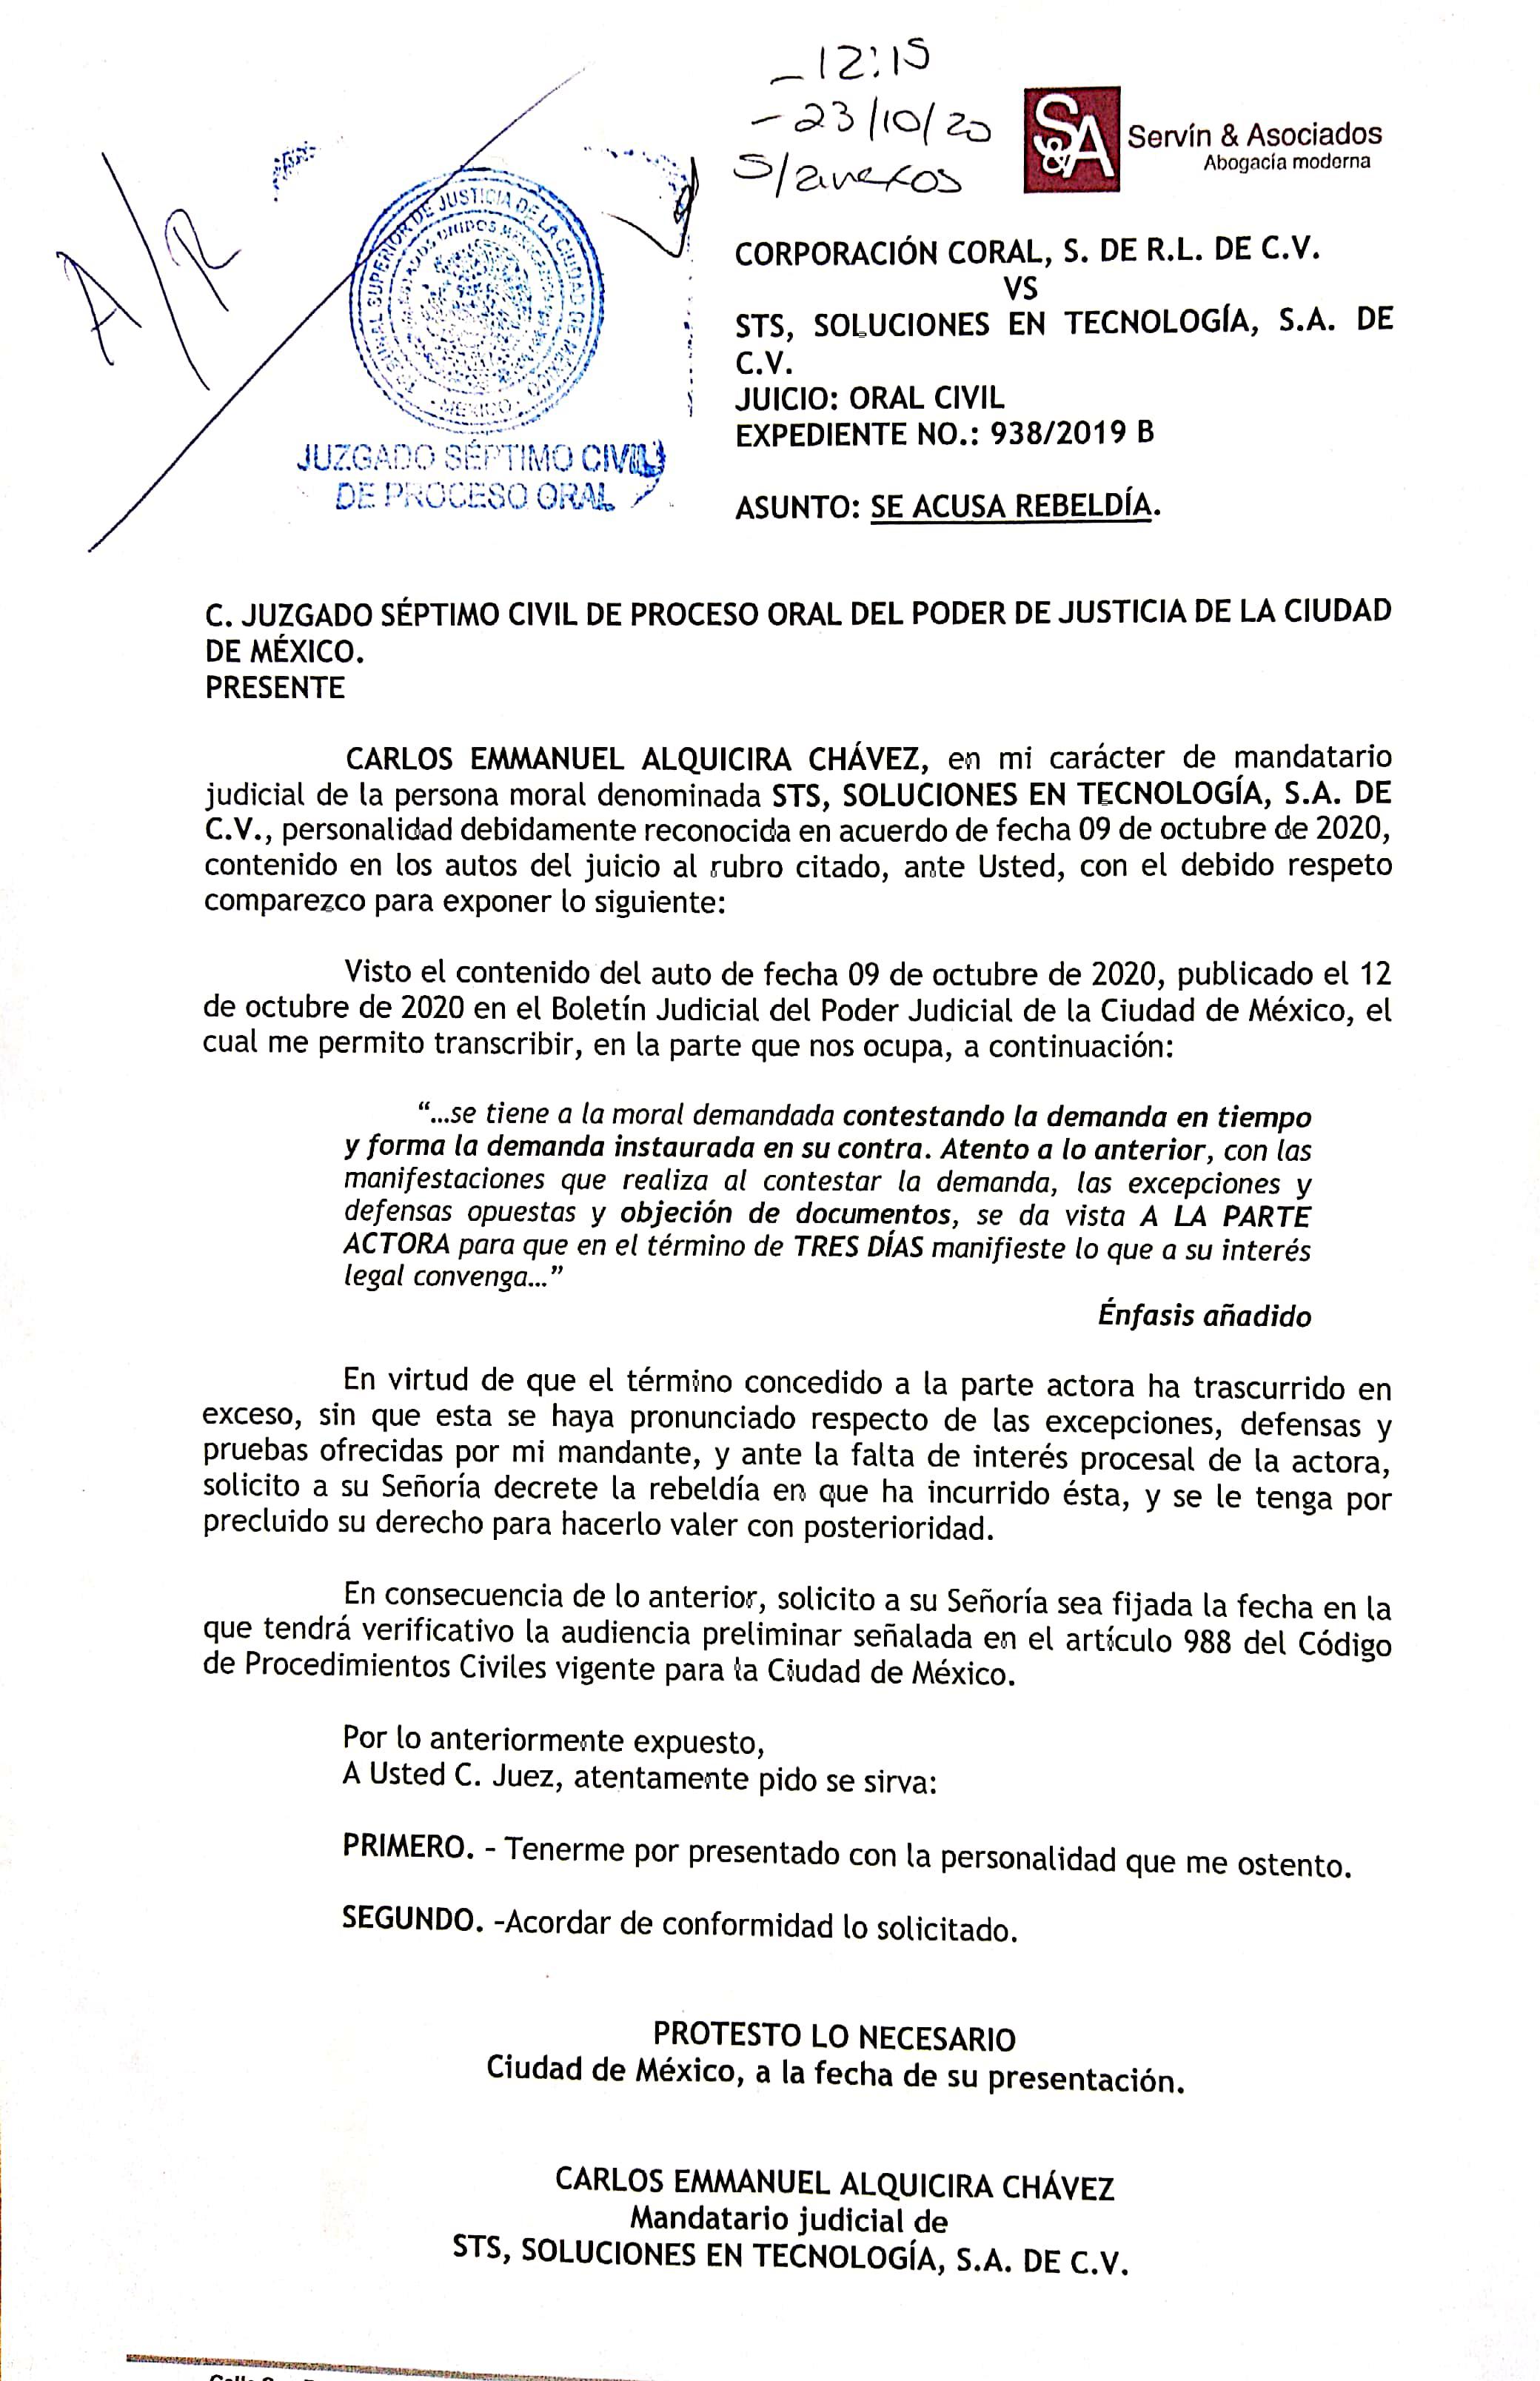 -12:15
-23/10/20
S/anexos
A/R
S&A
Servín & Asociados
Abogacía moderna
TRIBUNAL SUPERIOR DE JUSTICIA DE LA CIUDAD DE MÉXICO
ESTADOS UNIDOS MEXICANOS
MÉXICO
JUZGADO SÉPTIMO CIVIL
DE PROCESO ORAL
CORPORACIÓN CORAL, S. DE R.L. DE C.V.
VS
STS, SOLUCIONES EN TECNOLOGÍA, S.A. DE
C.V.
JUICIO: ORAL CIVIL
EXPEDIENTE NO.: 938/2019 B
ASUNTO: SE ACUSA REBELDÍA.
C. JUZGADO SÉPTIMO CIVIL DE PROCESO ORAL DEL PODER DE JUSTICIA DE LA CIUDAD
DE MÉXICO.
PRESENTE
CARLOS EMMANUEL ALQUICIRA CHÁVEZ, en mi carácter de mandatario
judicial de la persona moral denominada STS, SOLUCIONES EN TECNOLOGÍA, S.A. DE
C.V., personalidad debidamente reconocida en acuerdo de fecha 09 de octubre de 2020,
contenido en los autos del juicio al rubro citado, ante Usted, con el debido respeto
comparezco para exponer lo siguiente:
Visto el contenido del auto de fecha 09 de octubre de 2020, publicado el 12
de octubre de 2020 en el Boletín Judicial del Poder Judicial de la Ciudad de México, el
cual me permito transcribir, en la parte que nos ocupa, a continuación:
“...se tiene a la moral demandada contestando la demanda en tiempo
y forma la demanda instaurada en su contra. Atento a lo anterior, con las
manifestaciones que realiza al contestar la demanda, las excepciones y
defensas opuestas y objeción de documentos, se da vista A LA PARTE
ACTORA para que en el término de TRES DÍAS manifieste lo que a su interés
legal convenga...”
Énfasis añadido
En virtud de que el término concedido a la parte actora ha trascurrido en
exceso, sin que esta se haya pronunciado respecto de las excepciones, defensas y
pruebas ofrecidas por mi mandante, y ante la falta de interés procesal de la actora,
solicito a su Señoría decrete la rebeldía en que ha incurrido ésta, y se le tenga por
precluido su derecho para hacerlo valer con posterioridad.
En consecuencia de lo anterior, solicito a su Señoría sea fijada la fecha en la
que tendrá verificativo la audiencia preliminar señalada en el artículo 988 del Código
de Procedimientos Civiles vigente para la Ciudad de México.
Por lo anteriormente expuesto,
A Usted C. Juez, atentamente pido se sirva:
PRIMERO. - Tenerme por presentado con la personalidad que me ostento.
SEGUNDO. -Acordar de conformidad lo solicitado.
PROTESTO LO NECESARIO
Ciudad de México, a la fecha de su presentación.
CARLOS EMMANUEL ALQUICIRA CHÁVEZ
Mandatario judicial de
STS, SOLUCIONES EN TECNOLOGÍA, S.A. DE C.V.